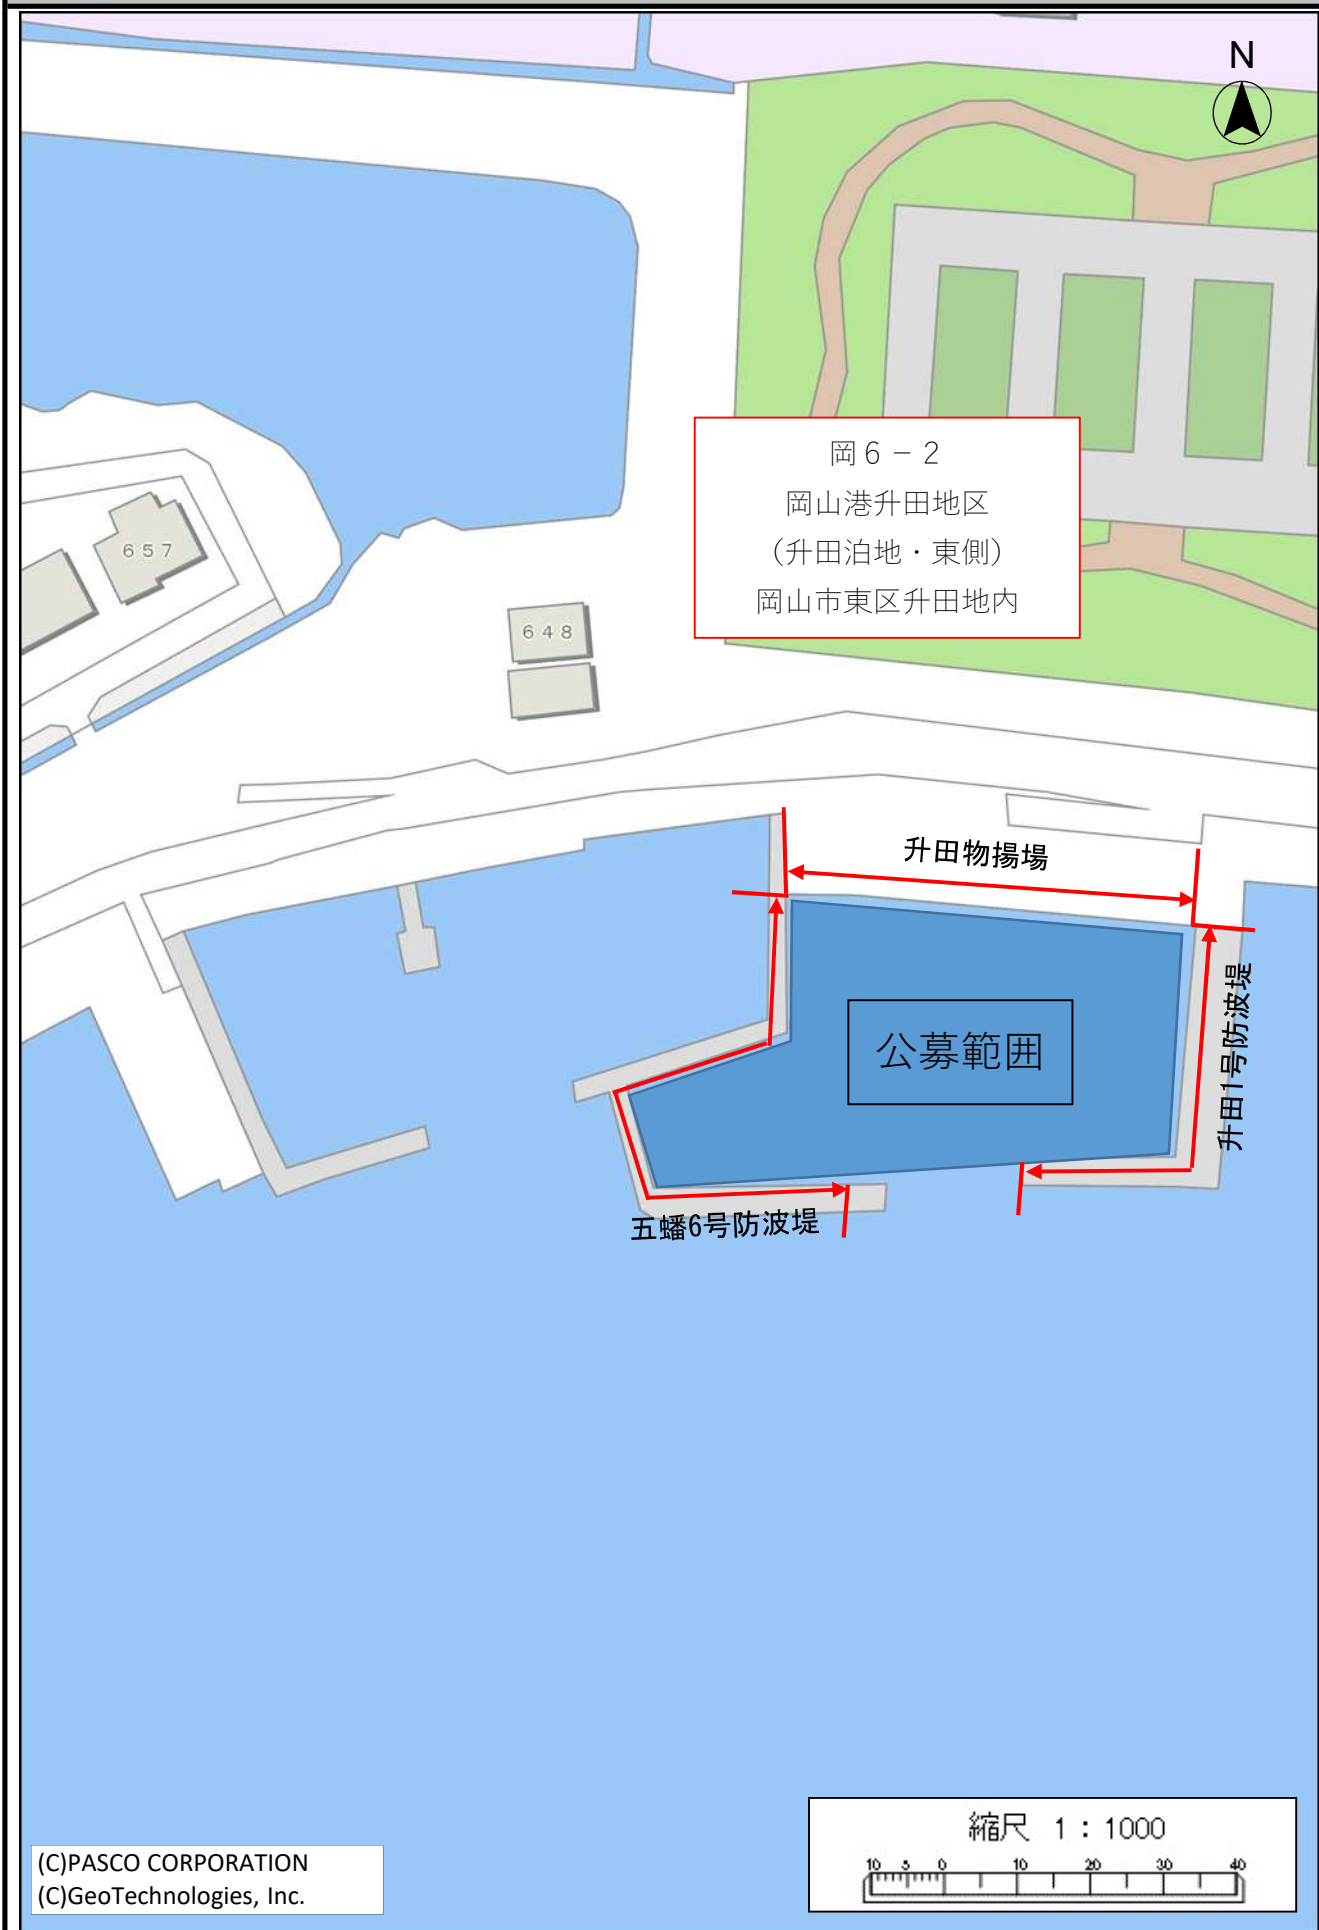 N
岡６－２
岡山港升田地区
（升田泊地・東側）
岡山市東区升田地内
657
648
升田物揚場
公募範囲
升田1号防波堤
五蟠6号防波堤
縮尺 1：1000
10 5 0 10 20 30 40
(C)PASCO CORPORATION
(C)GeoTechnologies, Inc.